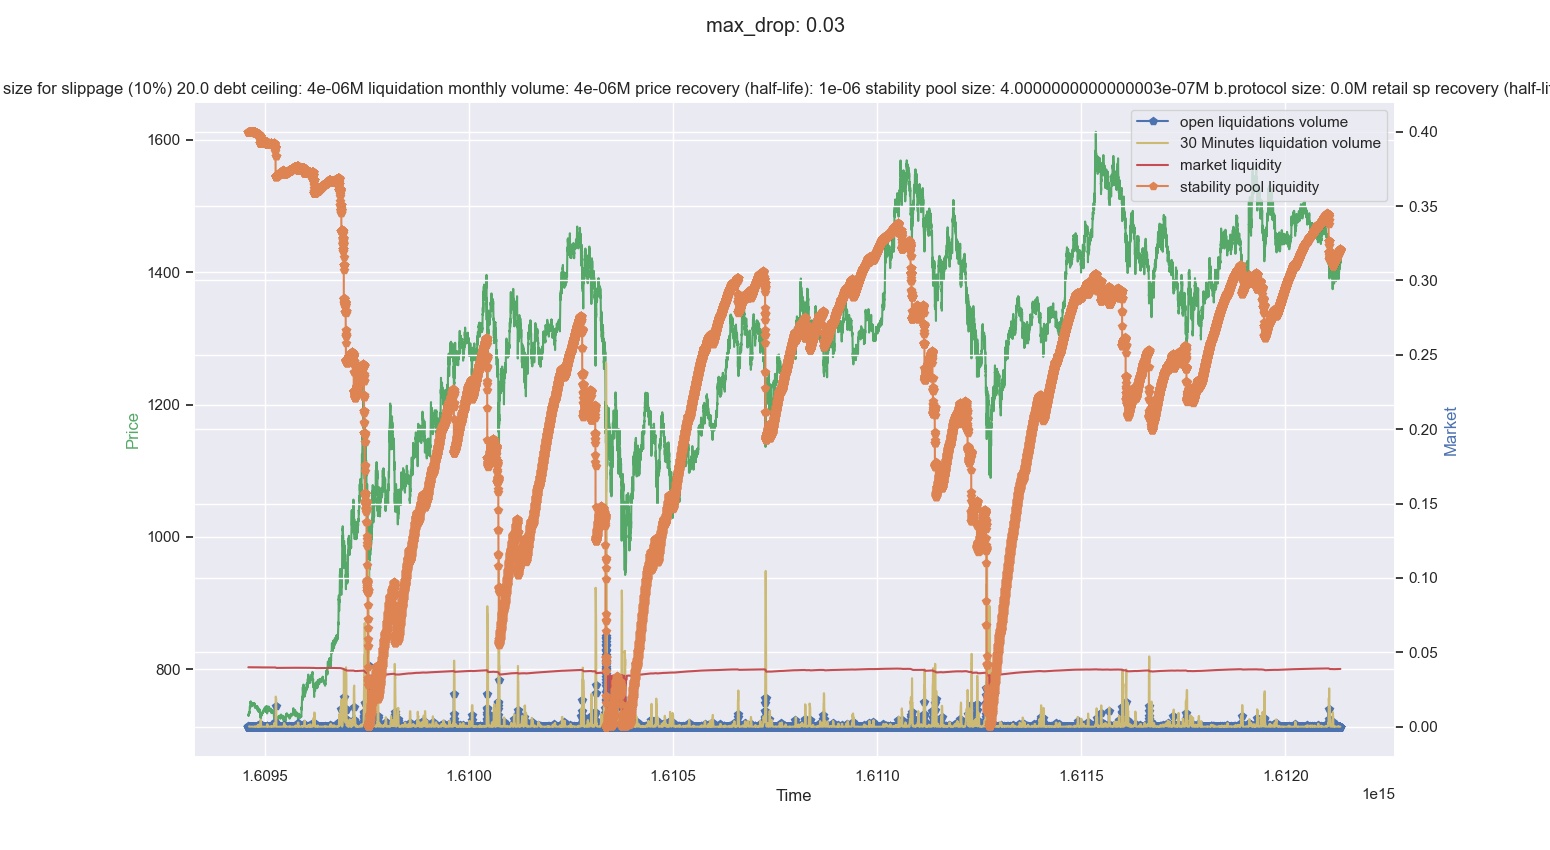 max_drop: 0.03
size for slippage (10%) 20.0 debt ceiling: 4e-06M liquidation monthly volume: 4e-06M price recovery (half-life): 1e-06 stability pool size: 4.0000000000000003e-07M b.protocol size: 0.0M retail sp recovery (half-li
open liquidations volume
30 Minutes liquidation volume
market liquidity
stability pool liquidity
1600
1400
1200
1000
800
Price
0.40
0.35
0.30
0.25
0.20
0.15
0.10
0.05
0.00
Market
1.6095
1.6100
1.6105
1.6110
1.6115
1.6120
Time
1e15